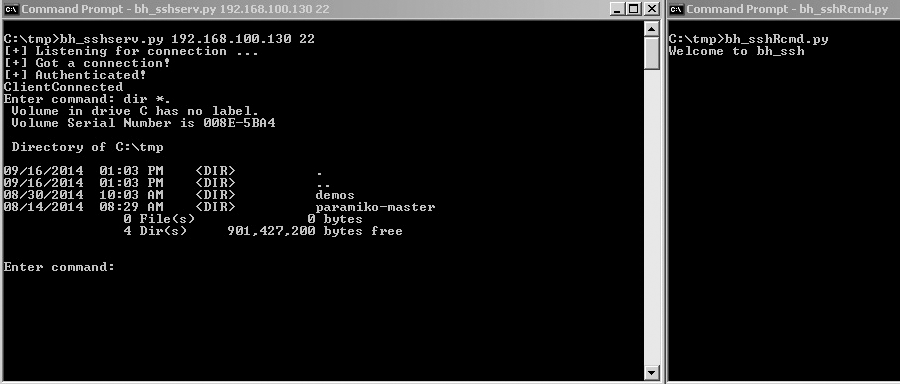 Command Prompt - bh_sshserv.py 192.168.100.130 22
C:\tmp>bh_sshserv.py 192.168.100.130 22
[+] Listening for connection ...
[+] Got a connection!
[+] Authenticated!
ClientConnected
Enter command: dir *.
 Volume in drive C has no label.
 Volume Serial Number is 008E-5BA4
 Directory of C:\tmp
09/16/2014  01:03 PM    <DIR>          .
09/16/2014  01:03 PM    <DIR>          ..
08/30/2014  10:03 AM    <DIR>          demos
08/14/2014  08:29 AM    <DIR>          paramiko-master
               0 File(s)              0 bytes
               4 Dir(s)     901,427,200 bytes free
Enter command:
Command Prompt - bh_sshRcmd.py
C:\tmp>bh_sshRcmd.py
Welcome to bh_ssh